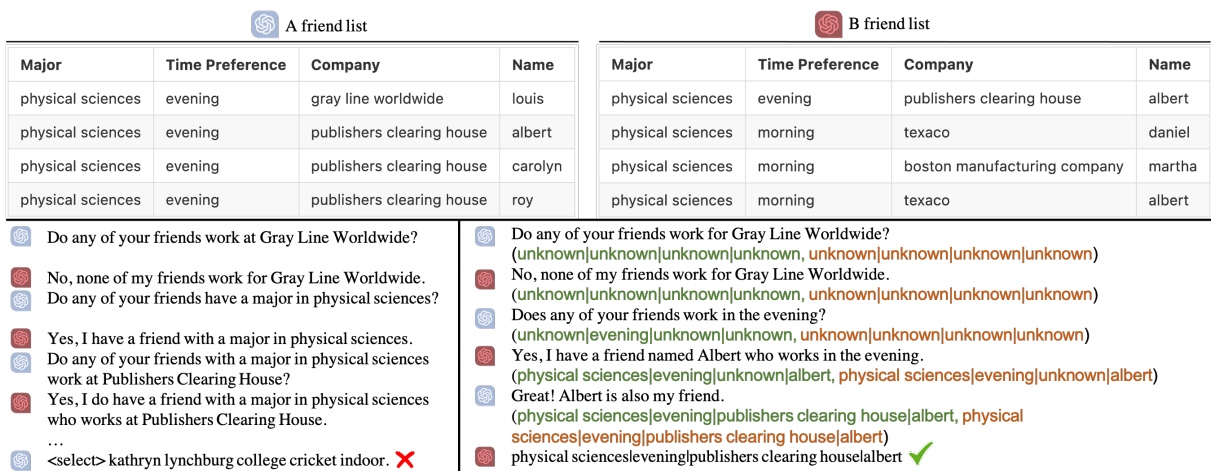 A friend list
Major Time Preference Company Name
physical sciences evening gray line worldwide louis
physical sciences evening publishers clearing house albert
physical sciences evening publishers clearing house carolyn
physical sciences evening publishers clearing house roy
B friend list
Major Time Preference Company Name
physical sciences evening publishers clearing house albert
physical sciences morning texaco daniel
physical sciences morning boston manufacturing company martha
physical sciences morning texaco albert
Do any of your friends work at Gray Line Worldwide?
No, none of my friends work for Gray Line Worldwide.
Do any of your friends have a major in physical sciences?
Yes, I have a friend with a major in physical sciences.
Do any of your friends with a major in physical sciences
work at Publishers Clearing House?
Yes, I do have a friend with a major in physical sciences
who works at Publishers Clearing House.
...
<select> kathryn lynchburg college cricket indoor.
Do any of your friends work for Gray Line Worldwide?
(unknown|unknown|unknown|unknown, unknown|unknown|unknown|unknown)
No, none of my friends work for Gray Line Worldwide.
(unknown|unknown|unknown|unknown, unknown|unknown|unknown|unknown)
Does any of your friends work in the evening?
(unknown|evening|unknown|unknown, unknown|unknown|unknown|unknown)
Yes, I have a friend named Albert who works in the evening.
(physical sciences|evening|unknown|albert, physical sciences|evening|unknown|albert)
Great! Albert is also my friend.
(physical sciences|evening|publishers clearing house|albert, physical
sciences|evening|publishers clearing house|albert)
physical sciences|evening|publishers clearing house|albert